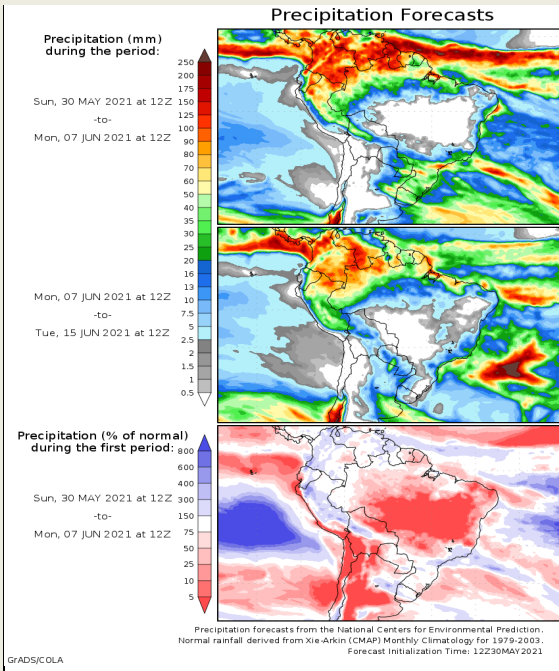 Precipitation Forecasts
Precipitation (mm)
during the period:
Sun, 30 MAY 2021 at 12Z
-to-
Mon, 07 JUN 2021 at 12Z
250
200
175
150
125
100
90
80
70
60
50
40
35
30
25
20
16
13
10
7.5
5
2.5
2
1.5
1
0.5
Mon, 07 JUN 2021 at 12Z
-to-
Tue, 15 JUN 2021 at 12Z
Precipitation (% of normal)
during the first period:
Sun, 30 MAY 2021 at 12Z
-to-
Mon, 07 JUN 2021 at 12Z
800
600
400
300
150
75
50
25
10
5
Precipitation forecasts from the National Centers for Environmental Prediction.
Normal rainfall derived from Xie-Arkin (CMAP) Monthly Climatology for 1979-2003.
Forecast Initialization Time: 12Z30MAY2021
GrADS/COLA